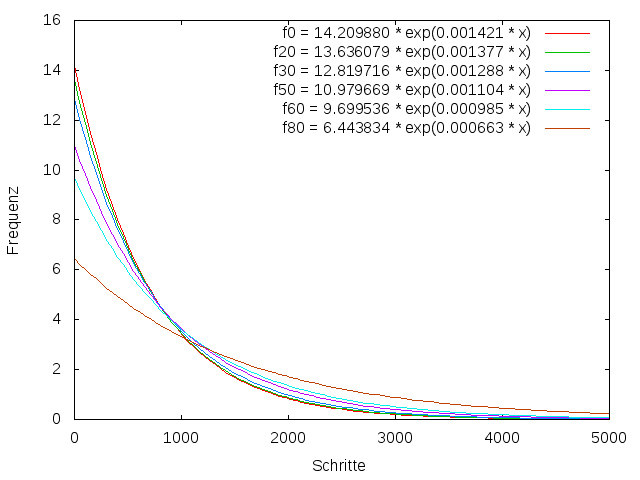 16
14
12
10
8
6
4
2
0
0 1000 2000 3000 4000 5000
Frequenz
Schritte
f0 = 14.209880 * exp(0.001421 * x)
f20 = 13.636079 * exp(0.001377 * x)
f30 = 12.819716 * exp(0.001288 * x)
f50 = 10.979669 * exp(0.001104 * x)
f60 = 9.699536 * exp(0.000985 * x)
f80 = 6.443834 * exp(0.000663 * x)